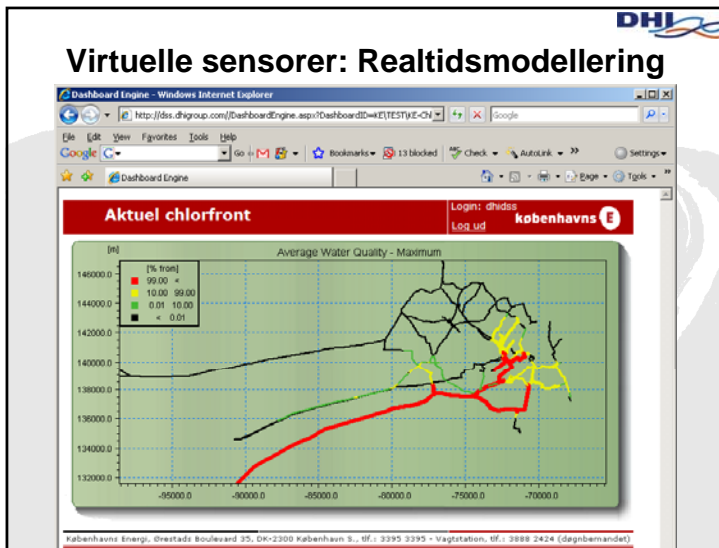 DHI
Virtuelle sensorer: Realtidsmodellering
Dashboard Engine - Windows Internet Explorer
http://dss.dhigroup.com//DashboardEngine.aspx?DashboardID=KE\TEST\KE-Chl
Google
File Edit View Favorites Tools Help
Google G Go Bookmarks 13 blocked Check AutoLink Settings
Dashboard Engine Page Tools
Aktuel chlorfront
Login: dhidss
Log ud
københavns E
[m]
Average Water Quality - Maximum
[% from]
99.00 <
10.00 99.00
0.01 10.00
< 0.01
146000.0
144000.0
142000.0
140000.0
138000.0
136000.0
134000.0
132000.0
-95000.0 -90000.0 -85000.0 -80000.0 -75000.0 -70000.0
Københavns Energi, Ørestads Boulevard 35, DK-2300 København S., tlf.: 3395 3395 - Vagtstation, tlf.: 3888 2424 (døgnbemandet)